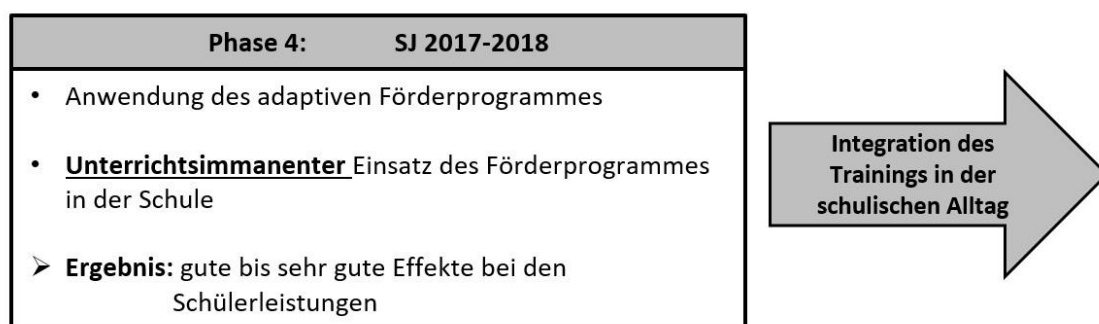 Phase 4: SJ 2017-2018
• Anwendung des adaptiven Förderprogrammes
• Unterrichtsimmanenter Einsatz des Förderprogrammes
in der Schule
➤ Ergebnis: gute bis sehr gute Effekte bei den
Schülerleistungen
Integration des
Trainings in der
schulischen Alltag